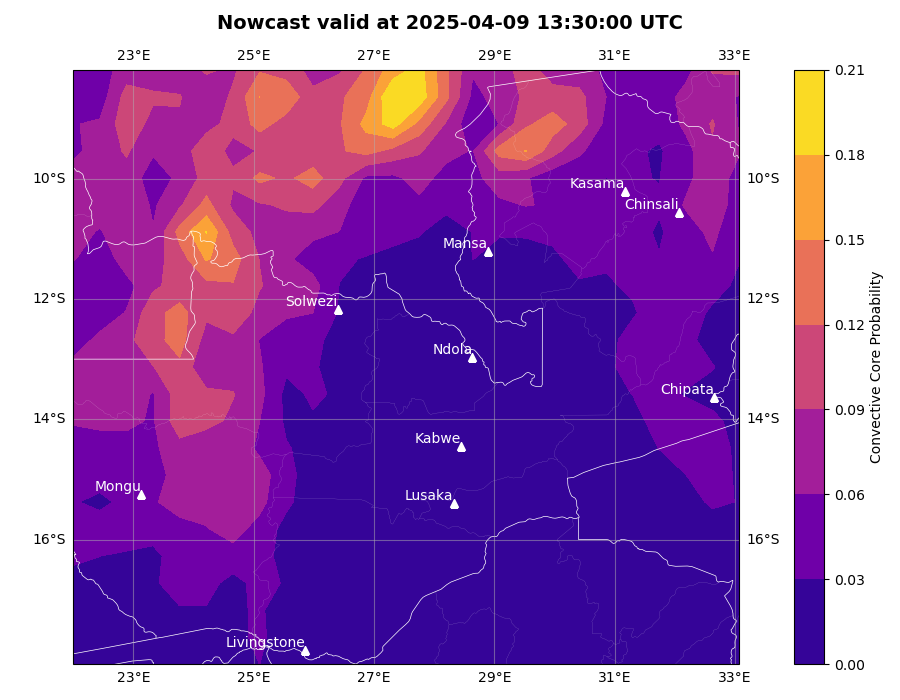 Nowcast valid at 2025-04-09 13:30:00 UTC
23°E 25°E 27°E 29°E 31°E 33°E
0.21
0.18
10°S Kasama 10°S
Chinsali
0.15
Mansa
12°S Solwezi 12°S
0.12
Ndola
Chipata
0.09
14°S 14°S
Kabwe
Mongu
Lusaka
0.06
16°S 16°S
0.03
Livingstone
0.00
23°E 25°E 27°E 29°E 31°E 33°E
Convective Core Probability